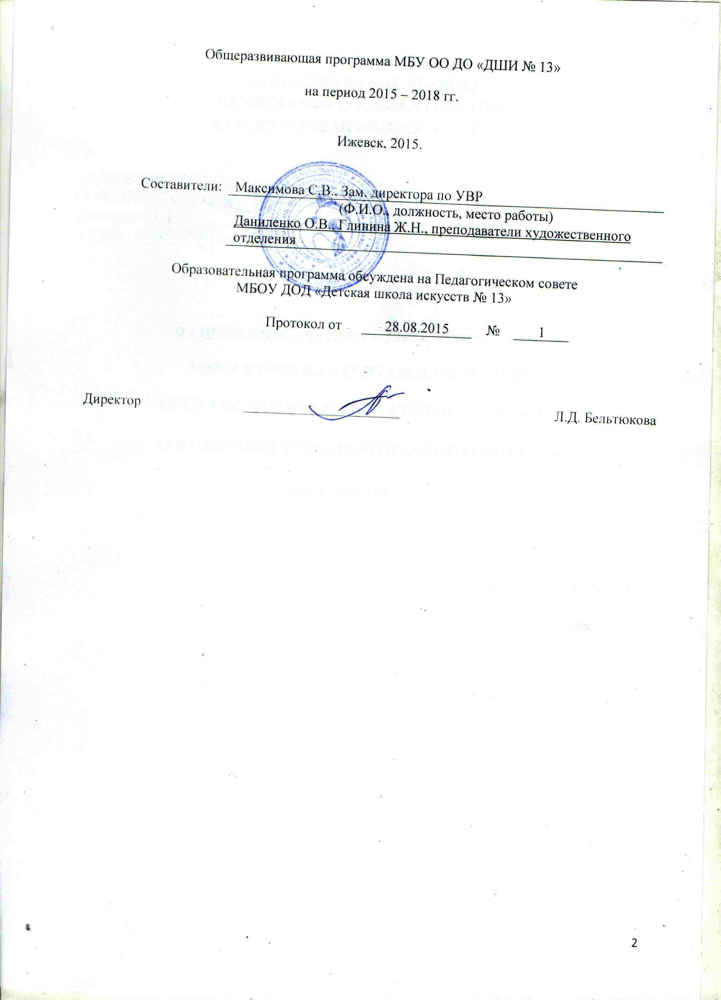 Общеразвивающая программа МБУ ОО ДО «ДШИ № 13»
на период 2015 – 2018 гг.
Ижевск, 2015.
Составители: Максимова С.В., Зам. директора по УВР
(Ф.И.О., должность, место работы)
Даниленко О.В., Глинина Ж.Н., преподаватели художественного
отделения
Образовательная программа обсуждена на Педагогическом совете
МБОУ ДОД «Детская школа искусств № 13»
Протокол от 28.08.2015 № 1
Директор Л.Д. Бельтюкова
2